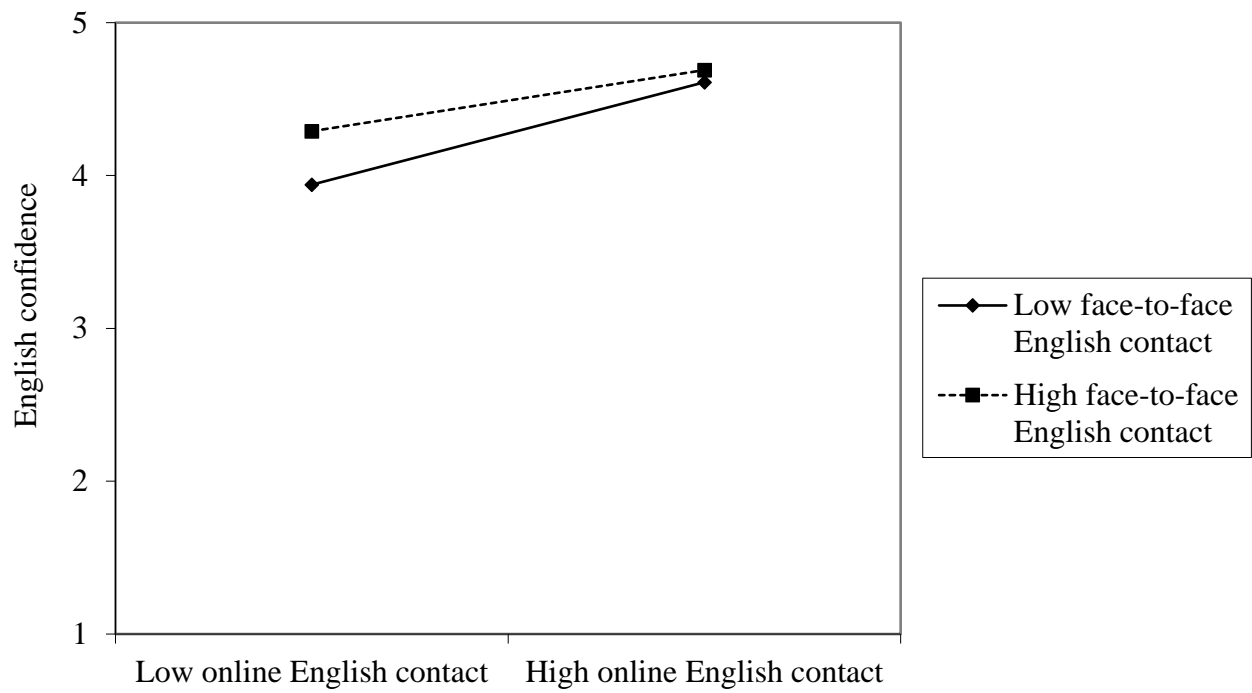 5
4
3
2
1
English confidence
Low online English contact
High online English contact
Low face-to-face
English contact
High face-to-face
English contact